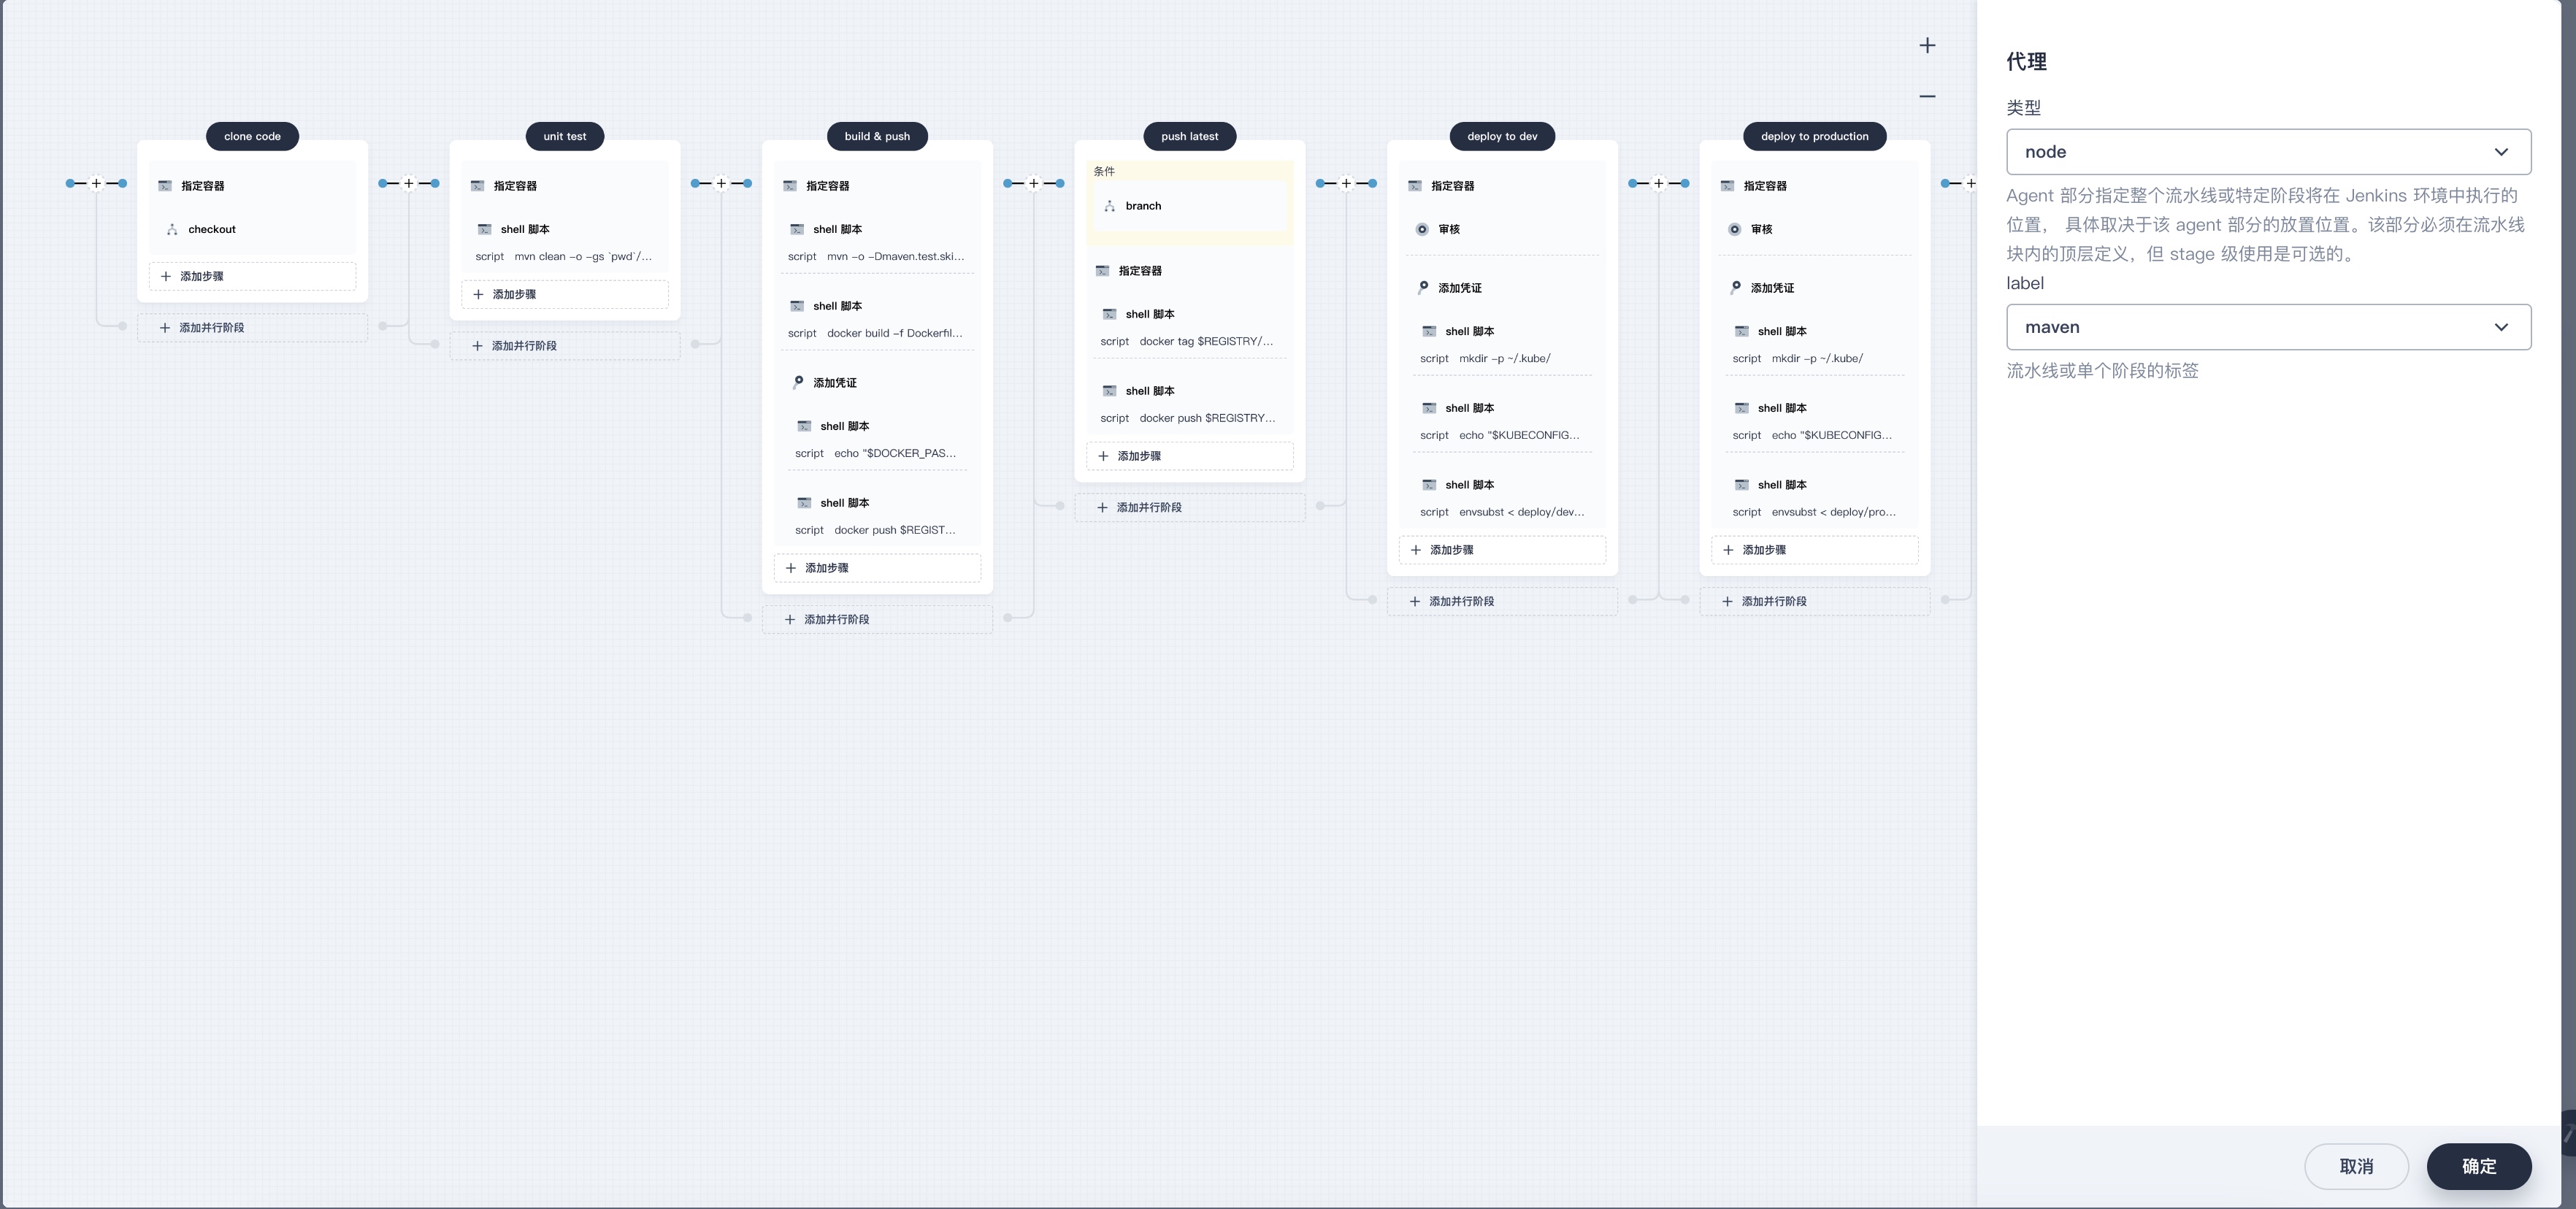 clone code
指定容器
checkout
添加步骤
添加并行阶段
unit test
指定容器
shell 脚本
script mvn clean -o -gs `pwd`/...
添加步骤
添加并行阶段
build & push
指定容器
shell 脚本
script mvn -o -Dmaven.test.ski...
shell 脚本
script docker build -f Dockerfil...
添加凭证
shell 脚本
script echo "$DOCKER_PAS...
shell 脚本
script docker push $REGIST...
添加步骤
添加并行阶段
push latest
条件
branch
指定容器
shell 脚本
script docker tag $REGISTRY/...
shell 脚本
script docker push $REGISTRY...
添加步骤
添加并行阶段
deploy to dev
指定容器
审核
添加凭证
shell 脚本
script mkdir -p ~/.kube/
shell 脚本
script echo "$KUBECONFIG...
shell 脚本
script envsubst < deploy/dev...
添加步骤
添加并行阶段
deploy to production
指定容器
审核
添加凭证
shell 脚本
script mkdir -p ~/.kube/
shell 脚本
script echo "$KUBECONFIG...
shell 脚本
script envsubst < deploy/pro...
添加步骤
添加并行阶段
代理
类型
node
Agent 部分指定整个流水线或特定阶段将在 Jenkins 环境中执行的
位置， 具体取决于该 agent 部分的放置位置。该部分必须在流水线
块内的顶层定义，但 stage 级使用是可选的。
label
maven
流水线或单个阶段的标签
取消
确定